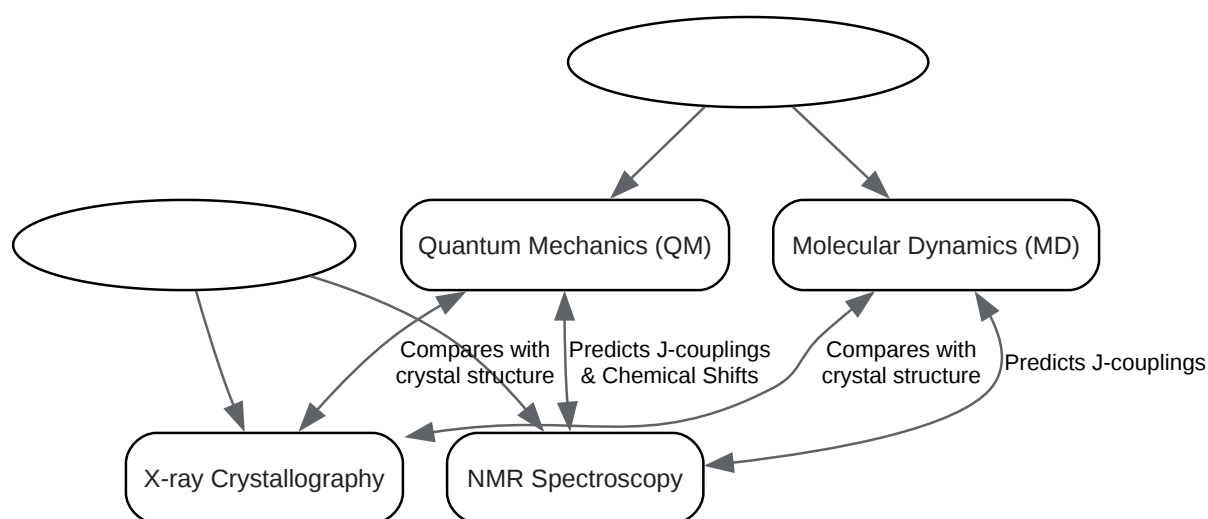 Quantum Mechanics (QM)
Molecular Dynamics (MD)
Compares with
crystal structure
Predicts J-couplings
& Chemical Shifts
Compares with
crystal structure
Predicts J-couplings
X-ray Crystallography
NMR Spectroscopy